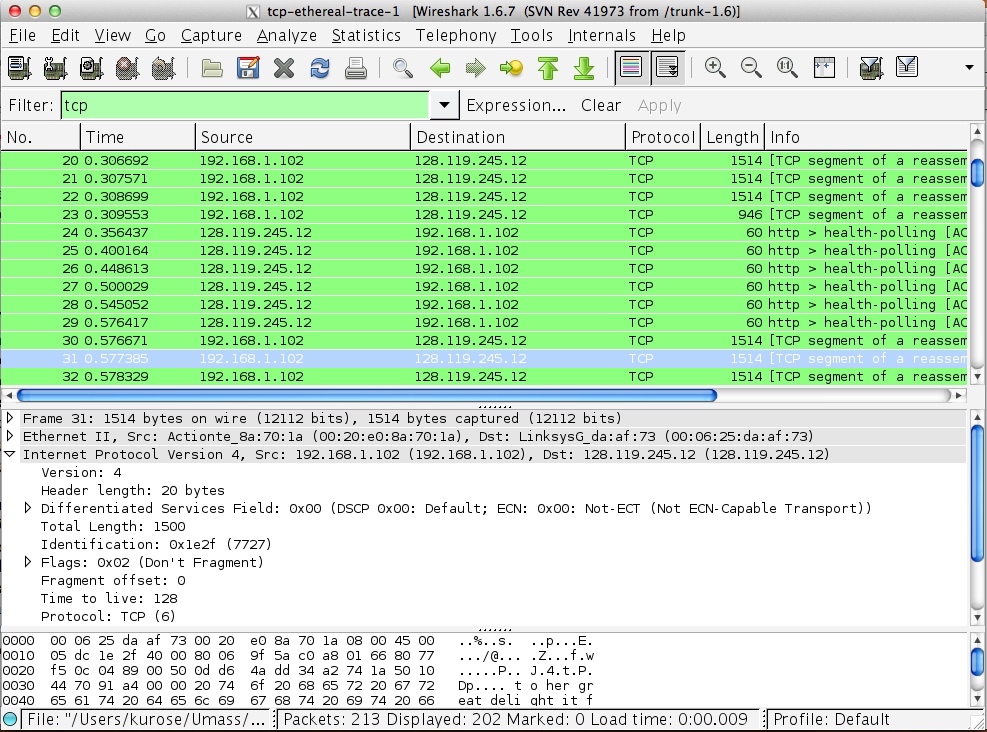 tcp-ethereal-trace-1 [Wireshark 1.6.7 (SVN Rev 41973 from /trunk-1.6)]
File Edit View Go Capture Analyze Statistics Telephony Tools Internals Help
Filter: tcp Expression... Clear Apply
No. Time Source Destination Protocol Length Info
20 0.306692 192.168.1.102 128.119.245.12 TCP 1514 [TCP segment of a reassem
21 0.307571 192.168.1.102 128.119.245.12 TCP 1514 [TCP segment of a reassem
22 0.308699 192.168.1.102 128.119.245.12 TCP 1514 [TCP segment of a reassem
23 0.309553 192.168.1.102 128.119.245.12 TCP 946 [TCP segment of a reassem
24 0.356437 128.119.245.12 192.168.1.102 TCP 60 http > health-polling [AC
25 0.400164 128.119.245.12 192.168.1.102 TCP 60 http > health-polling [AC
26 0.448613 128.119.245.12 192.168.1.102 TCP 60 http > health-polling [AC
27 0.500029 128.119.245.12 192.168.1.102 TCP 60 http > health-polling [AC
28 0.545052 128.119.245.12 192.168.1.102 TCP 60 http > health-polling [AC
29 0.576417 128.119.245.12 192.168.1.102 TCP 60 http > health-polling [AC
30 0.576671 192.168.1.102 128.119.245.12 TCP 1514 [TCP segment of a reassem
31 0.577385 192.168.1.102 128.119.245.12 TCP 1514 [TCP segment of a reassem
32 0.578329 192.168.1.102 128.119.245.12 TCP 1514 [TCP segment of a reassem
Frame 31: 1514 bytes on wire (12112 bits), 1514 bytes captured (12112 bits)
Ethernet II, Src: Actionte_8a:70:1a (00:20:e0:8a:70:1a), Dst: LinksysG_da:af:73 (00:06:25:da:af:73)
Internet Protocol Version 4, Src: 192.168.1.102 (192.168.1.102), Dst: 128.119.245.12 (128.119.245.12)
Version: 4
Header length: 20 bytes
Differentiated Services Field: 0x00 (DSCP 0x00: Default; ECN: 0x00: Not-ECT (Not ECN-Capable Transport))
Total Length: 1500
Identification: 0x1e2f (7727)
Flags: 0x02 (Don't Fragment)
Fragment offset: 0
Time to live: 128
Protocol: TCP (6)
0000 00 06 25 da af 73 00 20 e0 8a 70 1a 08 00 45 00 ..%..s. ..p...E.
0010 05 dc 1e 2f 40 00 80 06 9f 5a c0 a8 01 66 80 77 .../@... .Z...f.w
0020 f5 0c 04 89 00 50 0d d6 4a dd 34 a2 74 1a 50 10 .....P.. J.4.t.P.
0030 44 70 91 a4 00 00 20 74 6f 20 68 65 72 20 67 72 Dp.... t o her gr
0040 65 61 74 20 64 65 6c 69 67 68 74 20 69 74 20 66 eat deli ght it f
File: "/Users/kurose/Umass/... Packets: 213 Displayed: 202 Marked: 0 Load time: 0:00.009 Profile: Default